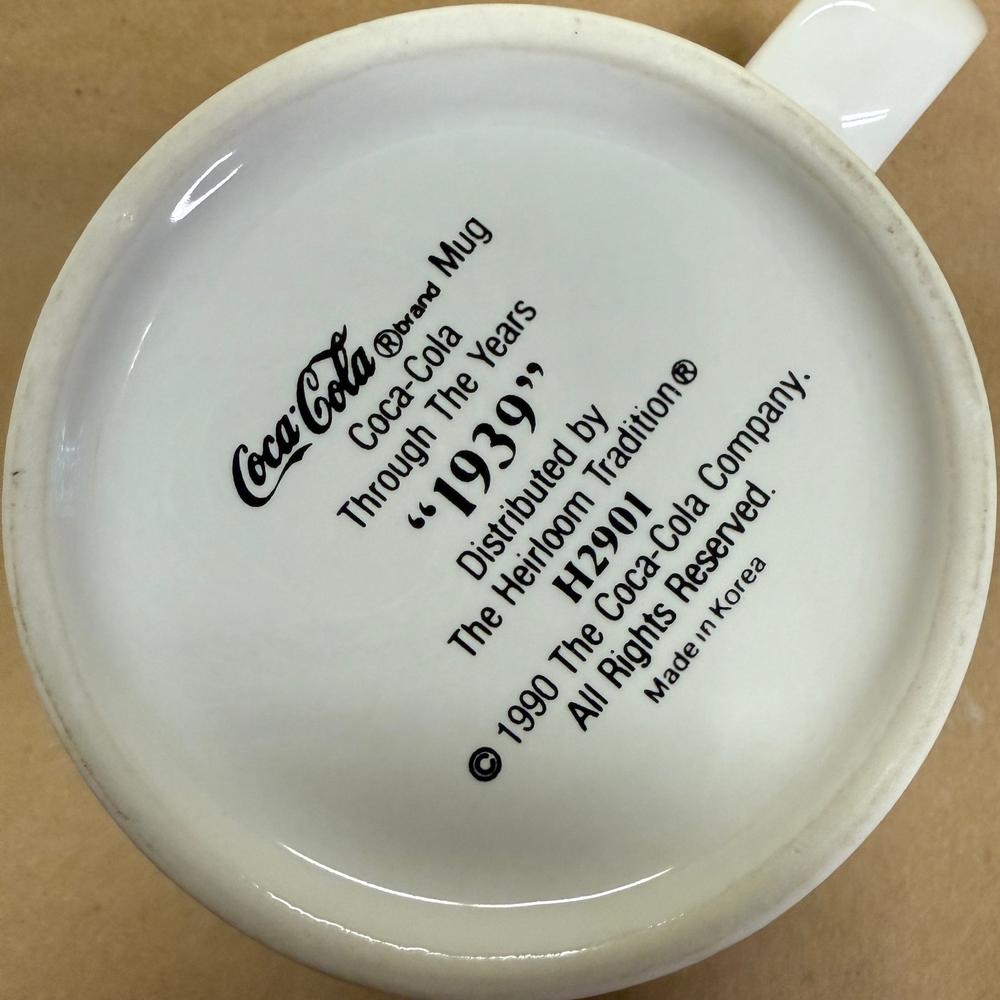 Coca-Cola ® brand Mug
Coca-Cola
Through The Years
“1939”
Distributed by
The Heirloom Tradition®
H2901
© 1990 The Coca-Cola Company.
All Rights Reserved.
Made in Korea